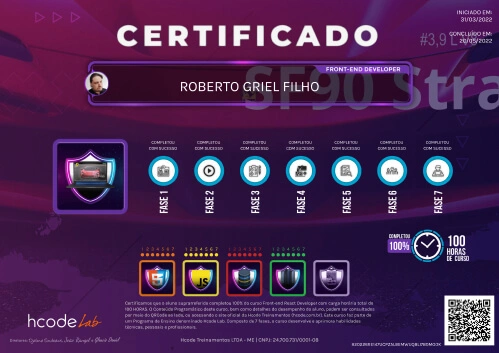 INICIADO EM:
31/03/2022
CONCLUÍDO EM:
20/05/2022
CERTIFICADO
#3,9 L
SF90 Stra
FRONT-END DEVELOPER
ROBERTO GRIEL FILHO
COMPLETOU
COM SUCESSO
FASE 1
COMPLETOU
COM SUCESSO
FASE 2
COMPLETOU
COM SUCESSO
FASE 3
COMPLETOU
COM SUCESSO
FASE 4
COMPLETOU
COM SUCESSO
FASE 5
COMPLETOU
COM SUCESSO
FASE 6
COMPLETOU
COM SUCESSO
FASE 7
COMPLETOU
100%
100
HORAS
DE CURSO
1 2 3 4 5 6 7
1 2 3 4 5 6 7
1 2 3 4 5 6 7
1 2 3 4 5 6 7
JS
Certificamos que o aluno supracitado completou 100% do curso Front-end React Developer com carga horária total de
100 HORAS. O Conteúdo Programático deste curso, bem como detalhes do desempenho do aluno, podem ser consultados
por meio do QRCode ao lado, ou acessando o site oficial da Hcode Treinamentos (hcode.com.br). Este curso faz parte de
um Programa de Ensino denominado Hcode Lab. Composto de 7 fases, o curso desenvolve e aprimora habilidades
técnicas, pessoais e profissionais.
hcode Lab
Hcode Treinamentos LTDA - ME | CNPJ: 24.700.731/0001-08